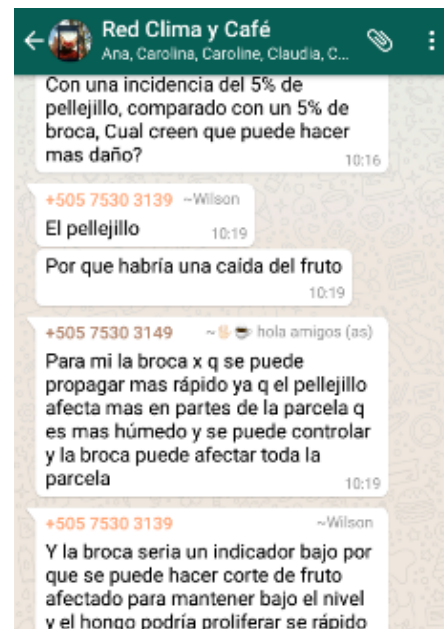 Red Clima y Café
Ana, Carolina, Caroline, Claudia, C...
Con una incidencia del 5% de
pellejillo, comparado con un 5% de
broca, Cual creen que puede hacer
mas daño?
10:16
+505 7530 3139 ~Wilson
El pellejillo
10:19
Por que habría una caída del fruto
10:19
+505 7530 3149 ~✋🏻☕ hola amigos (as)
Para mi la broca x q se puede
propagar mas rápido ya q el pellejillo
afecta mas en partes de la parcela q
es mas húmedo y se puede controlar
y la broca puede afectar toda la
parcela
10:19
+505 7530 3139 ~Wilson
Y la broca seria un indicador bajo por
que se puede hacer corte de fruto
afectado para mantener bajo el nivel
y el hongo podría proliferar se rápido